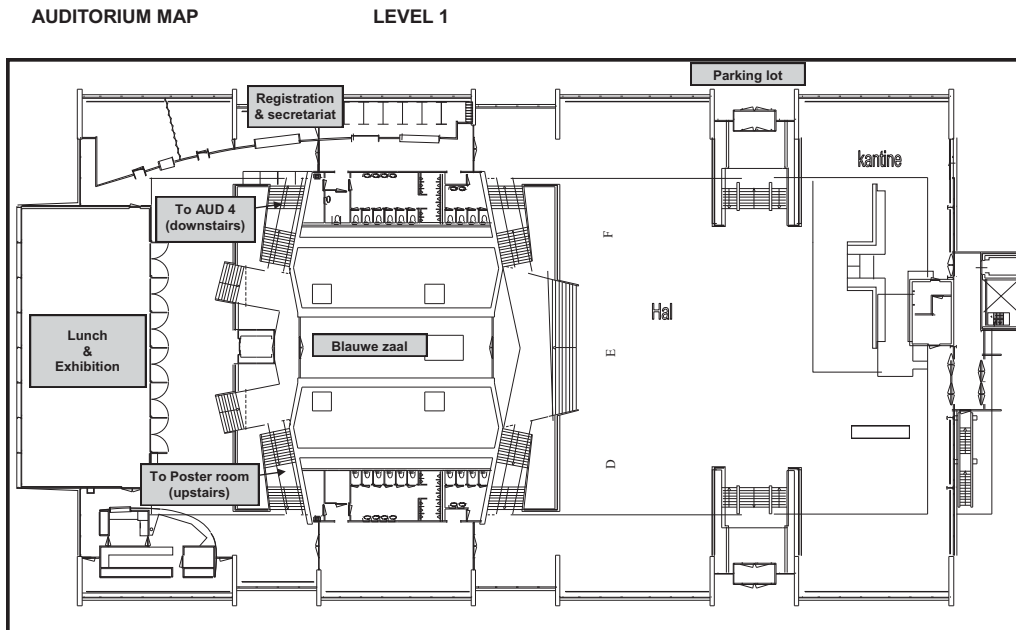 AUDITORIUM MAP LEVEL 1
Parking lot
Registration
& secretariat
kantine
To AUD 4
(downstairs)
F
Hal
Lunch
&
Exhibition
Blauwe zaal
E
D
To Poster room
(upstairs)